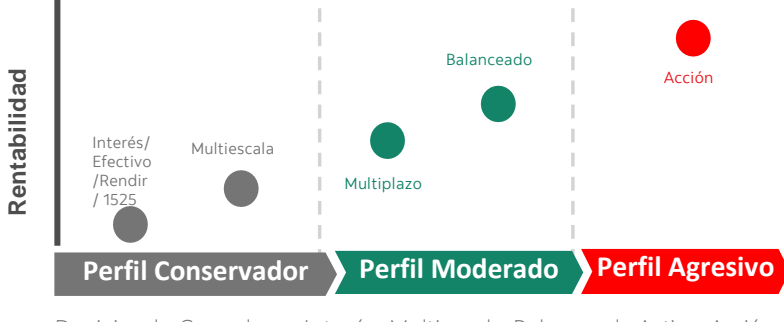 Rentabilidad
Interés/
Efectivo
/Rendir
/ 1525
Multiescala
Multiplazo
Balanceado
Acción
Perfil Conservador
Perfil Moderado
Perfil Agresivo